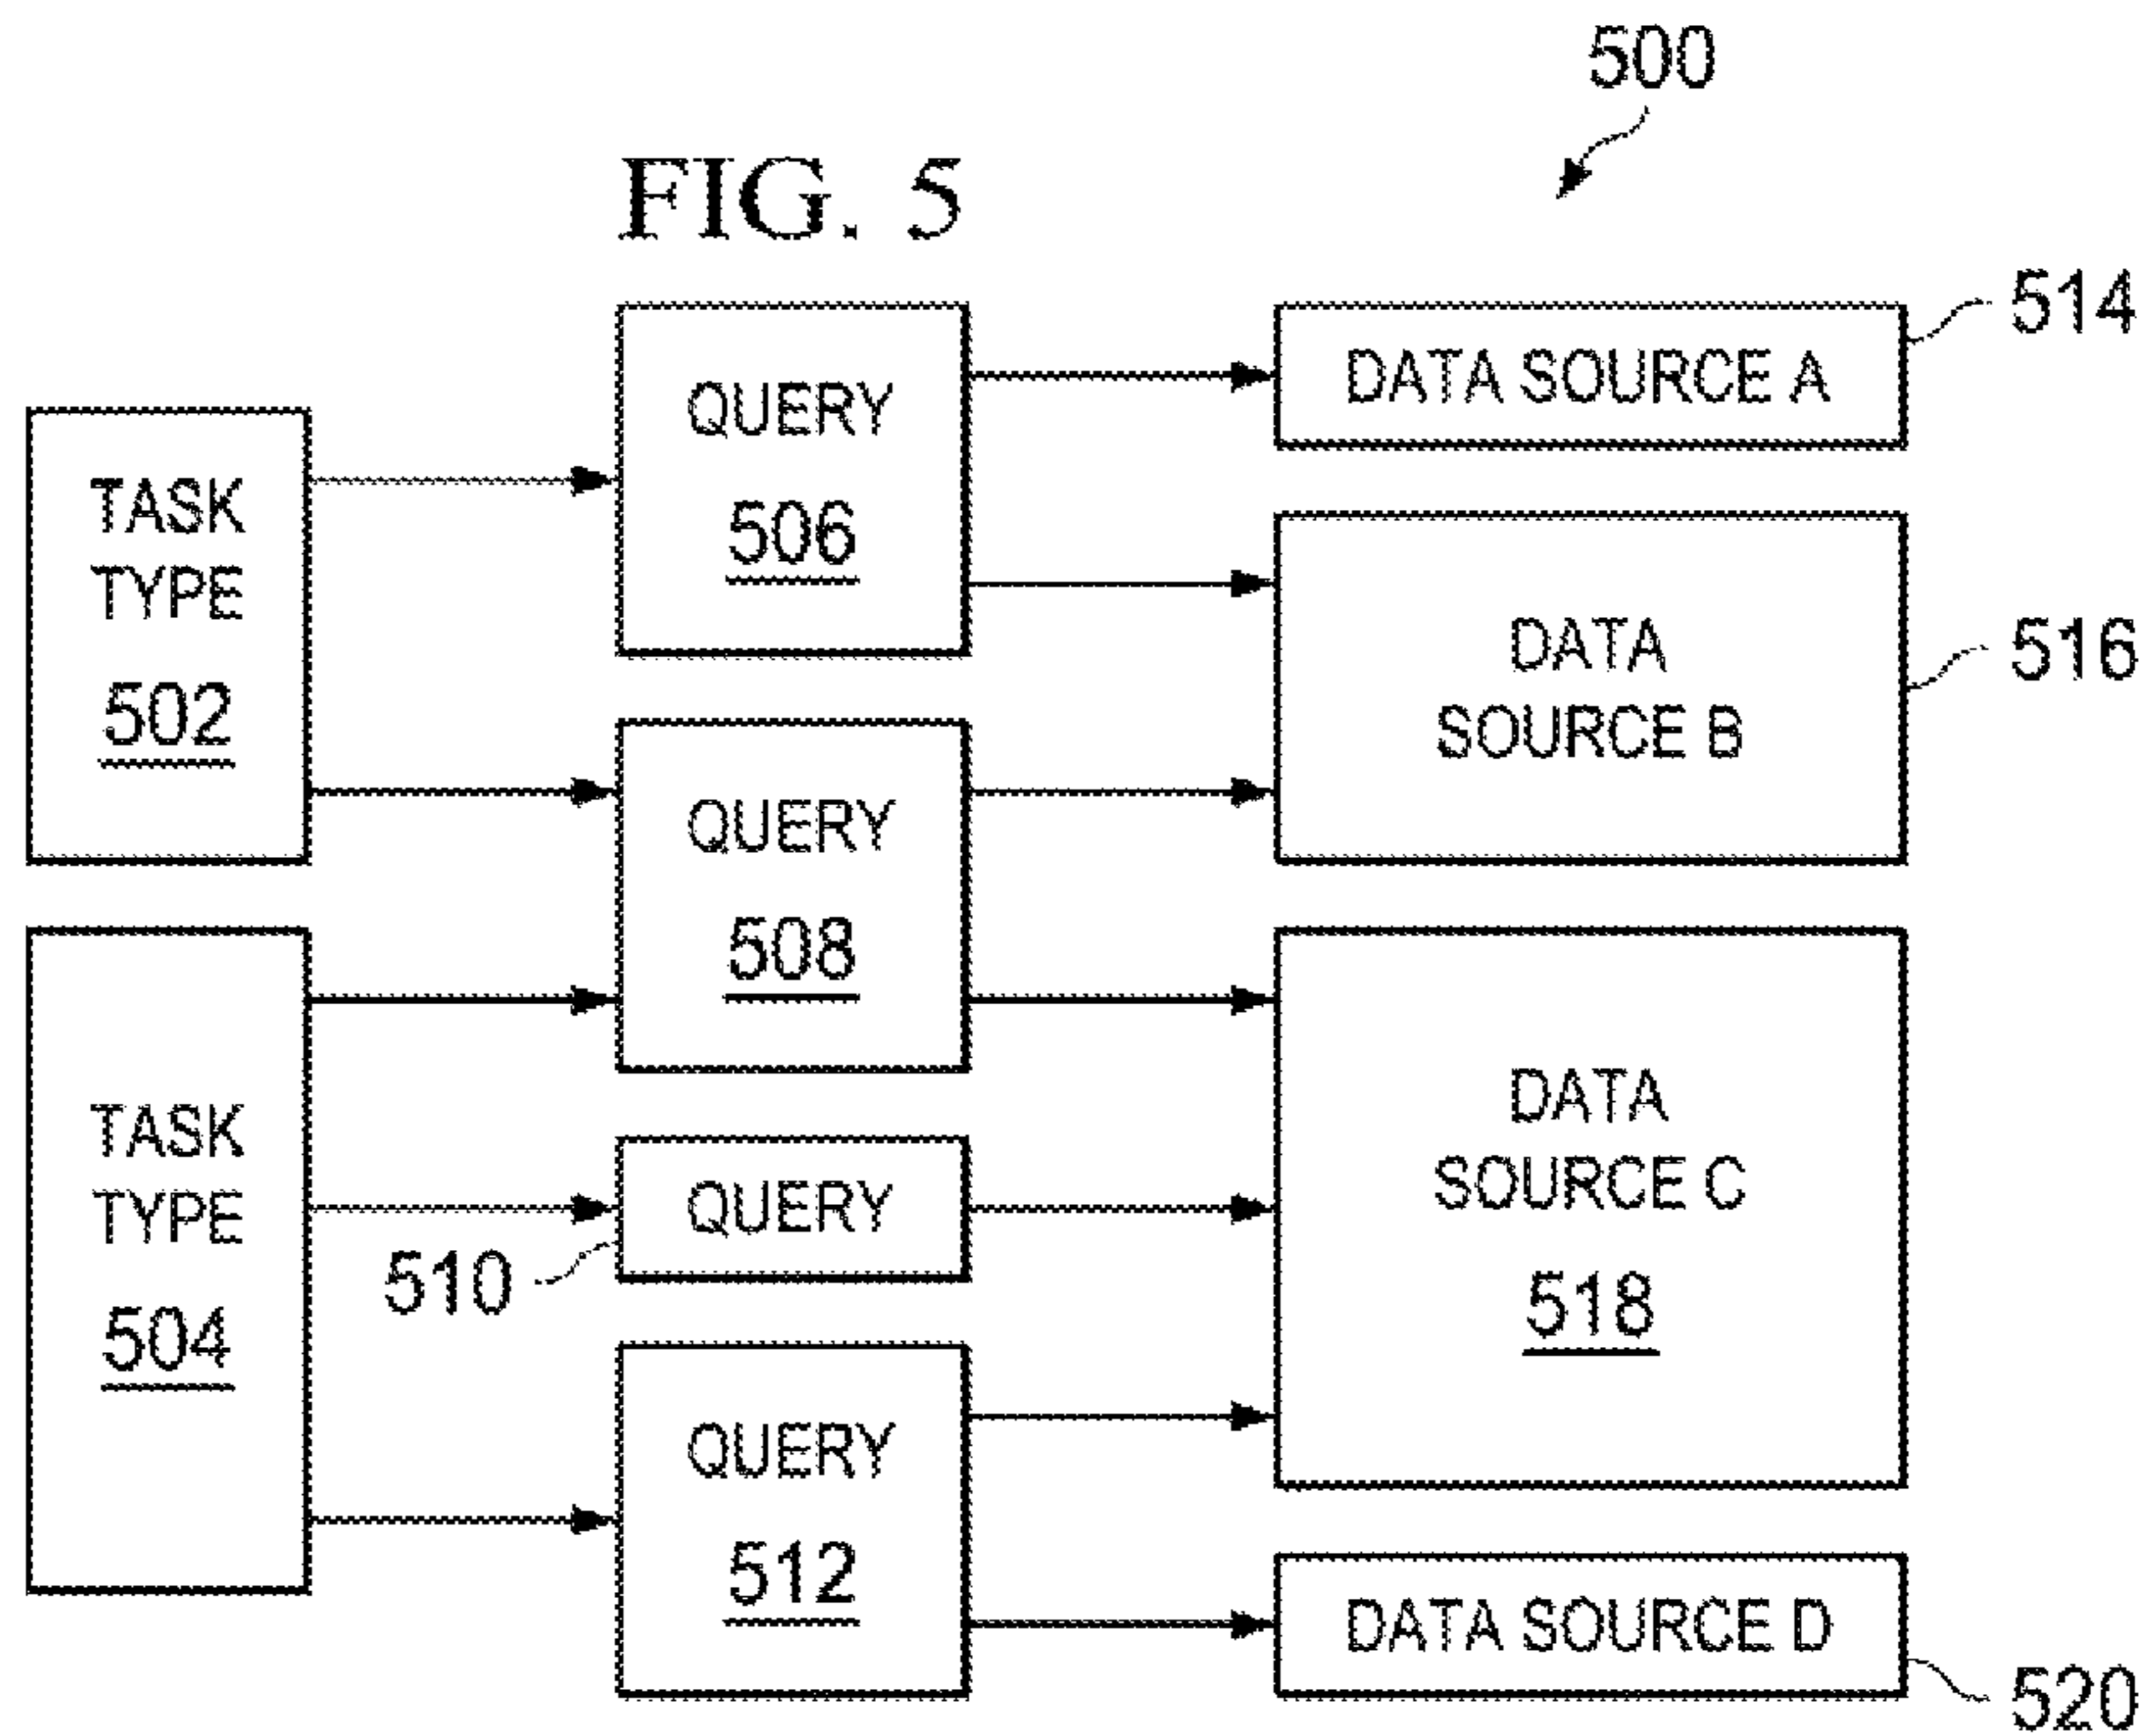 500
FIG. 5
TASK
TYPE
502
TASK
TYPE
504
QUERY
506
QUERY
508
QUERY
510
QUERY
512
DATA SOURCE A
514
DATA
SOURCE B
516
DATA
SOURCE C
518
DATA SOURCE D
520